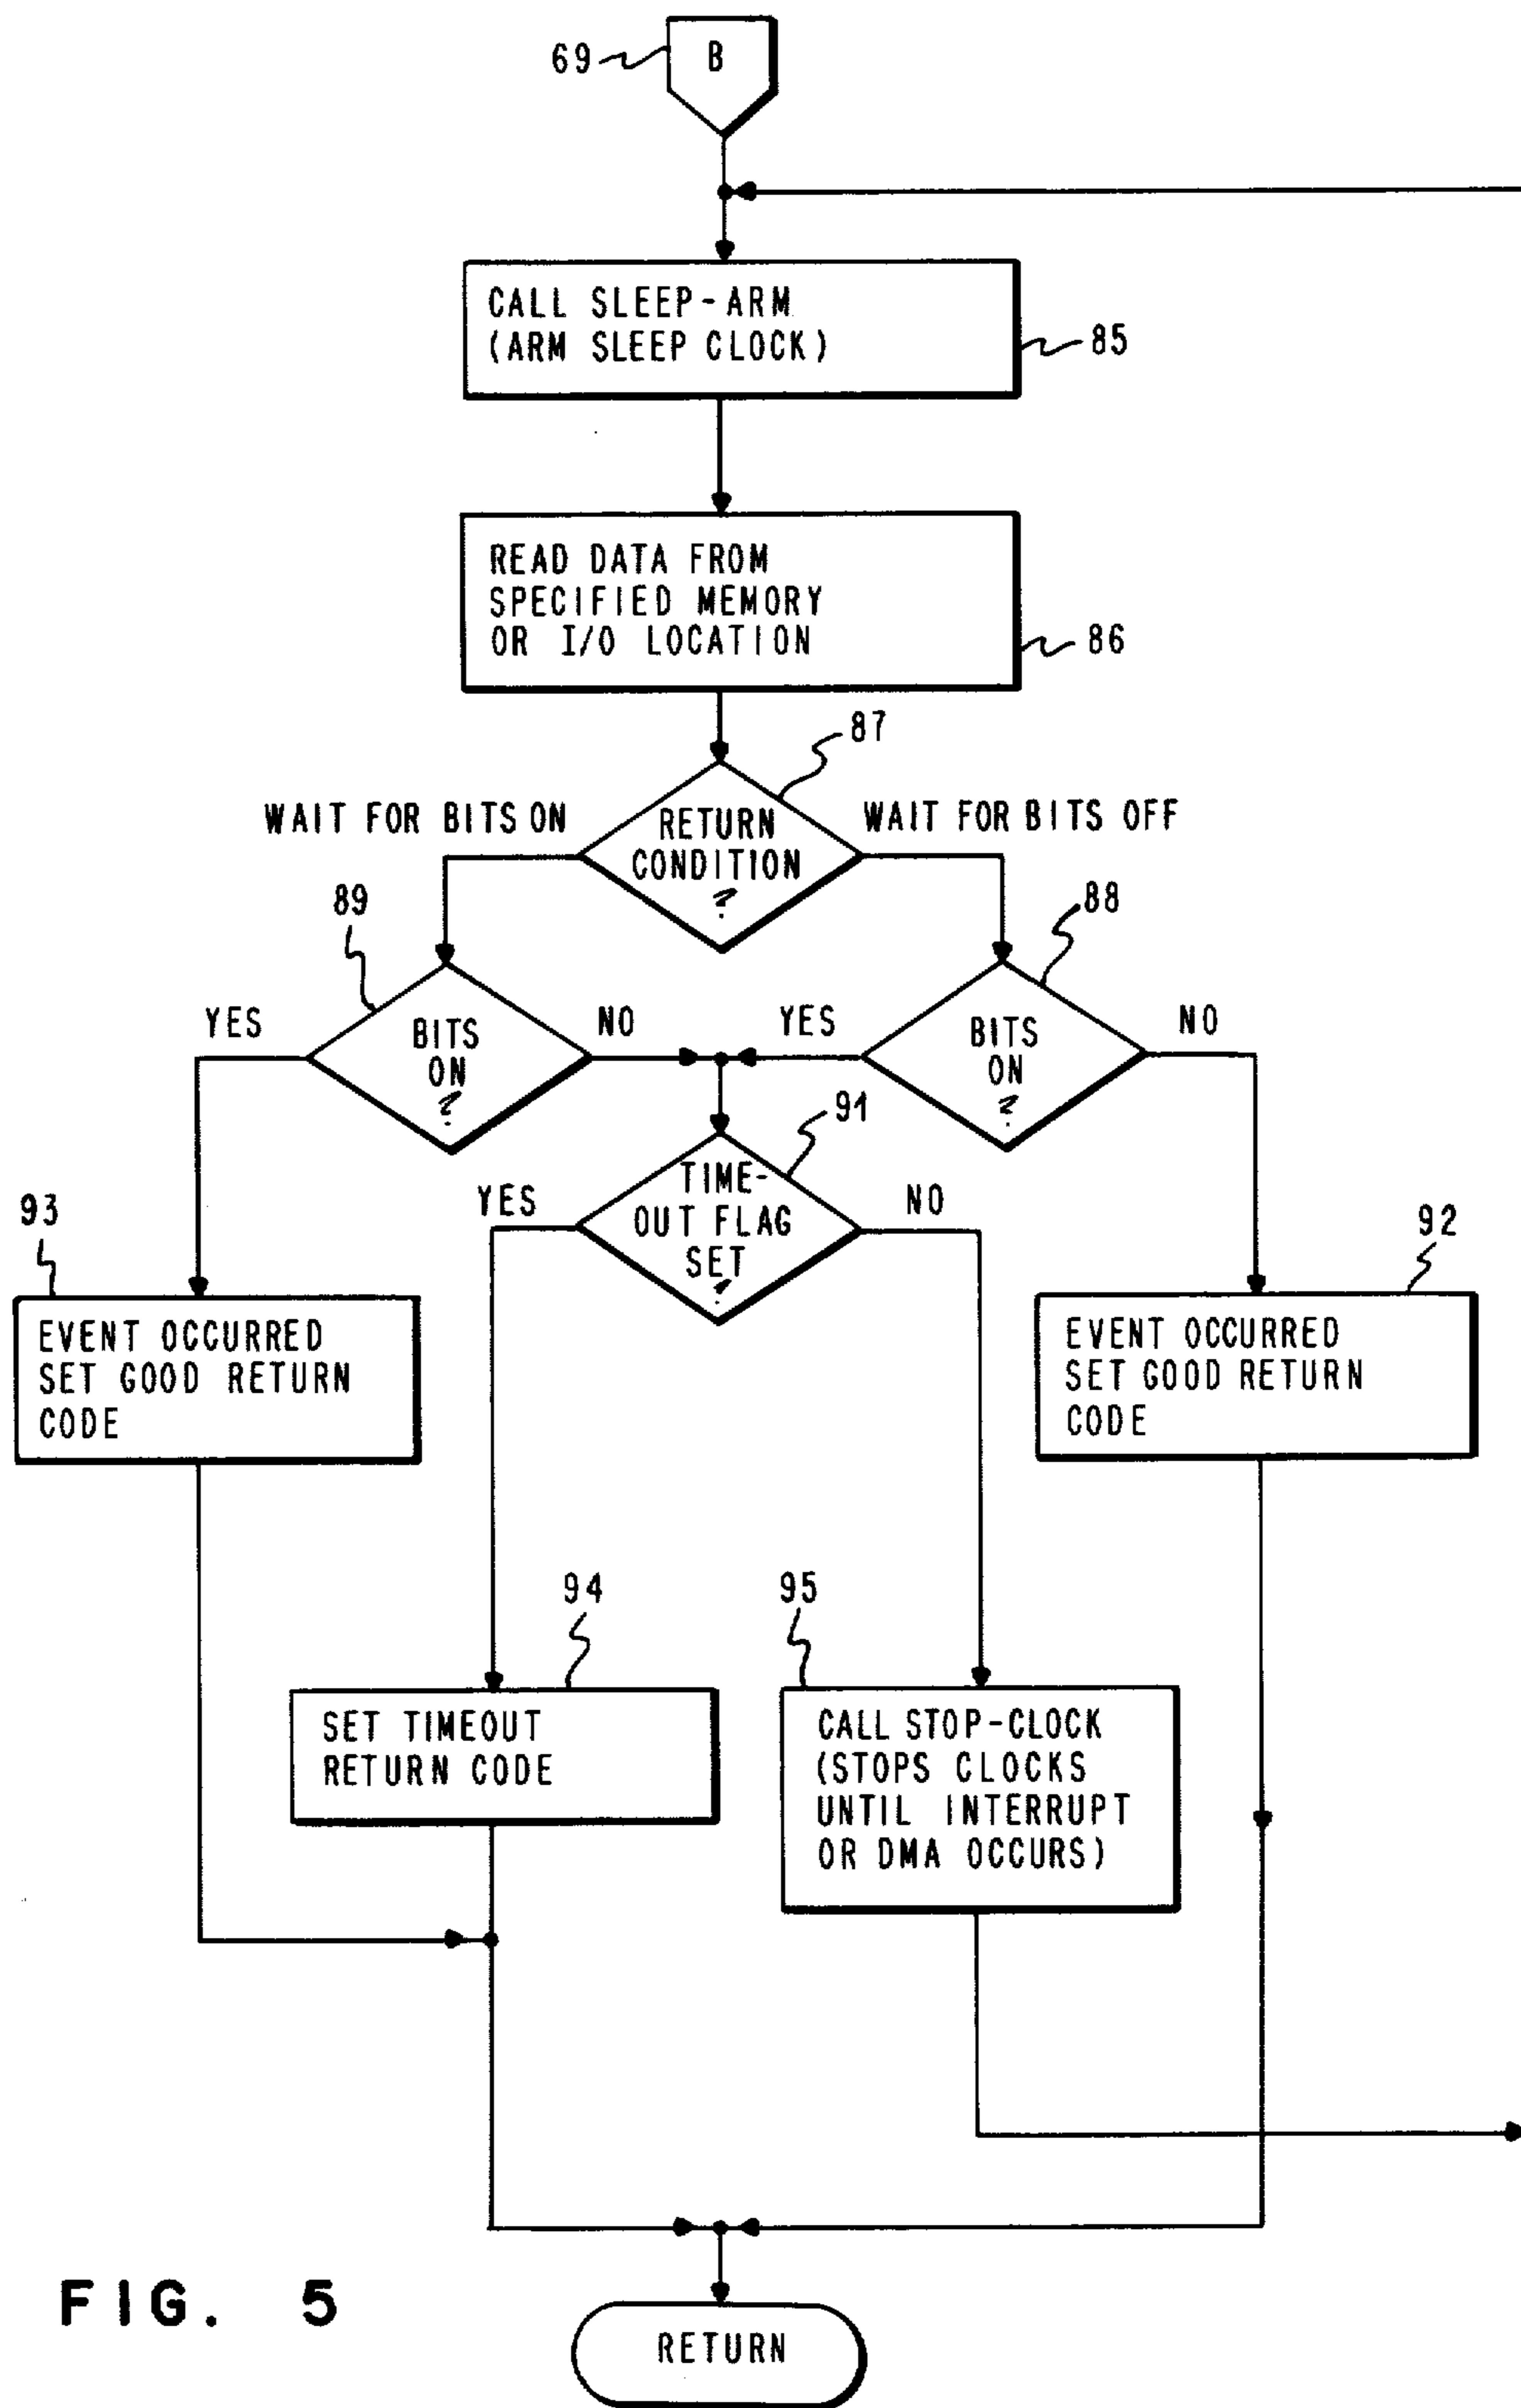 69
B
CALL SLEEP-ARM
(ARM SLEEP CLOCK)
85
READ DATA FROM
SPECIFIED MEMORY
OR I/O LOCATION
86
87
WAIT FOR BITS ON
RETURN
CONDITION
?
WAIT FOR BITS OFF
89
88
YES
BITS
ON
?
NO
YES
BITS
ON
?
NO
91
YES
TIME-
OUT FLAG
SET
?
NO
93
EVENT OCCURRED
SET GOOD RETURN
CODE
92
EVENT OCCURRED
SET GOOD RETURN
CODE
94
SET TIMEOUT
RETURN CODE
95
CALL STOP-CLOCK
(STOPS CLOCKS
UNTIL INTERRUPT
OR DMA OCCURS)
FIG. 5
RETURN